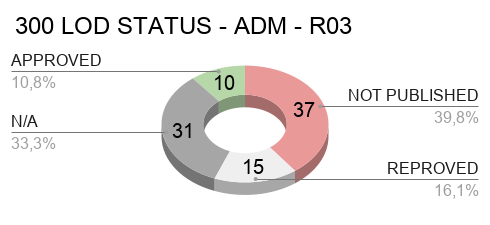 300 LOD STATUS - ADM - R03
APPROVED
10,8%
10
N/A
33,3%
31
37
NOT PUBLISHED
39,8%
15
REPROVED
16,1%